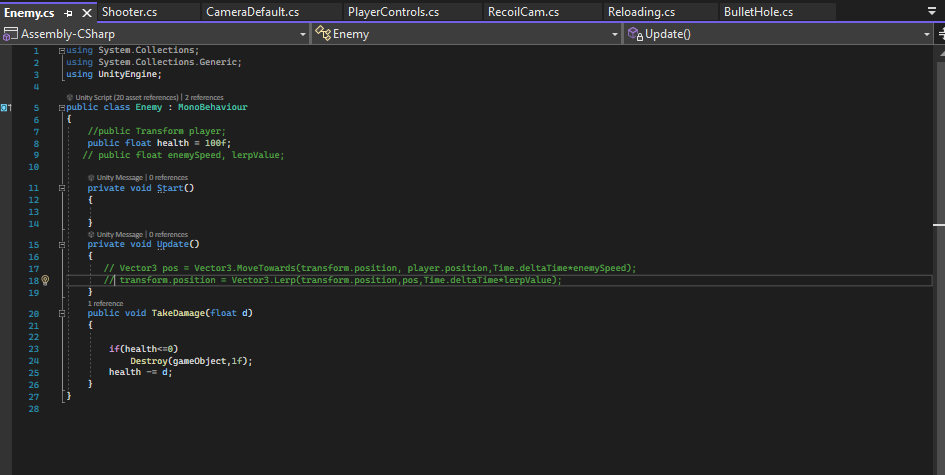 Enemy.cs Shooter.cs CameraDefault.cs PlayerControls.cs RecoilCam.cs Reloading.cs BulletHole.cs
Assembly-CSharp Enemy Update()
1 using System.Collections;
2 using System.Collections.Generic;
3 using UnityEngine;
4
Unity Script (20 asset references) | 2 references
5 public class Enemy : MonoBehaviour
6 {
7 //public Transform player;
8 public float health = 100f;
9 // public float enemySpeed, lerpValue;
10
Unity Message | 0 references
11 private void Start()
12 {
13
14 }
Unity Message | 0 references
15 private void Update()
16 {
17 // Vector3 pos = Vector3.MoveTowards(transform.position, player.position,Time.deltaTime*enemySpeed);
18 // transform.position = Vector3.Lerp(transform.position,pos,Time.deltaTime*lerpValue);
19 }
1 reference
20 public void TakeDamage(float d)
21 {
22
23 if(health<=0)
24 Destroy(gameObject,1f);
25 health -= d;
26 }
27 }
28